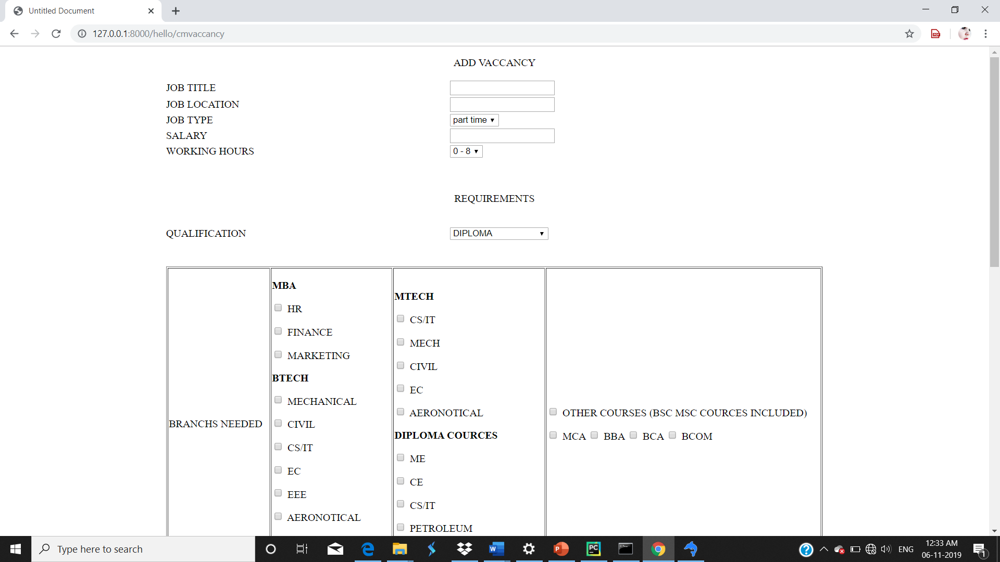 Untitled Document
127.0.0.1:8000/hello/cmvaccancy
ADD VACCANCY
JOB TITLE
JOB LOCATION
JOB TYPE part time
SALARY
WORKING HOURS 0 - 8
REQUIREMENTS
QUALIFICATION DIPLOMA
BRANCHS NEEDED
MBA
HR
FINANCE
MARKETING
BTECH
MECHANICAL
CIVIL
CS/IT
EC
EEE
AERONOTICAL
MTECH
CS/IT
MECH
CIVIL
EC
AERONOTICAL
DIPLOMA COURCES
ME
CE
CS/IT
PETROLEUM
OTHER COURSES (BSC MSC COURCES INCLUDED)
MCA BBA BCA BCOM
Type here to search
ENG
12:33 AM
06-11-2019
1